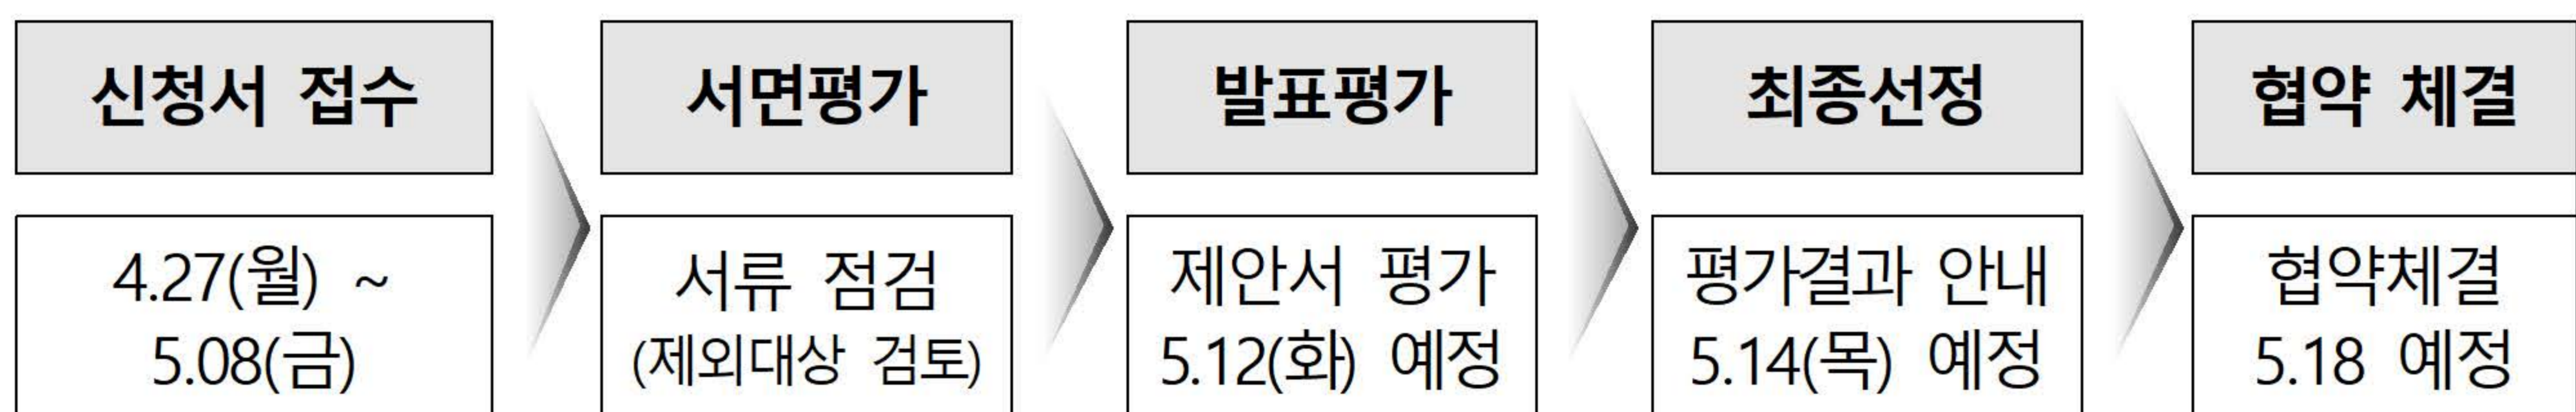 신청서 접수
서면평가
발표평가
최종선정
협약 체결
4.27(월) ~
5.08(금)
서류 점검
(제외대상 검토)
제안서 평가
5.12(화) 예정
평가결과 안내
5.14(목) 예정
협약체결
5.18 예정